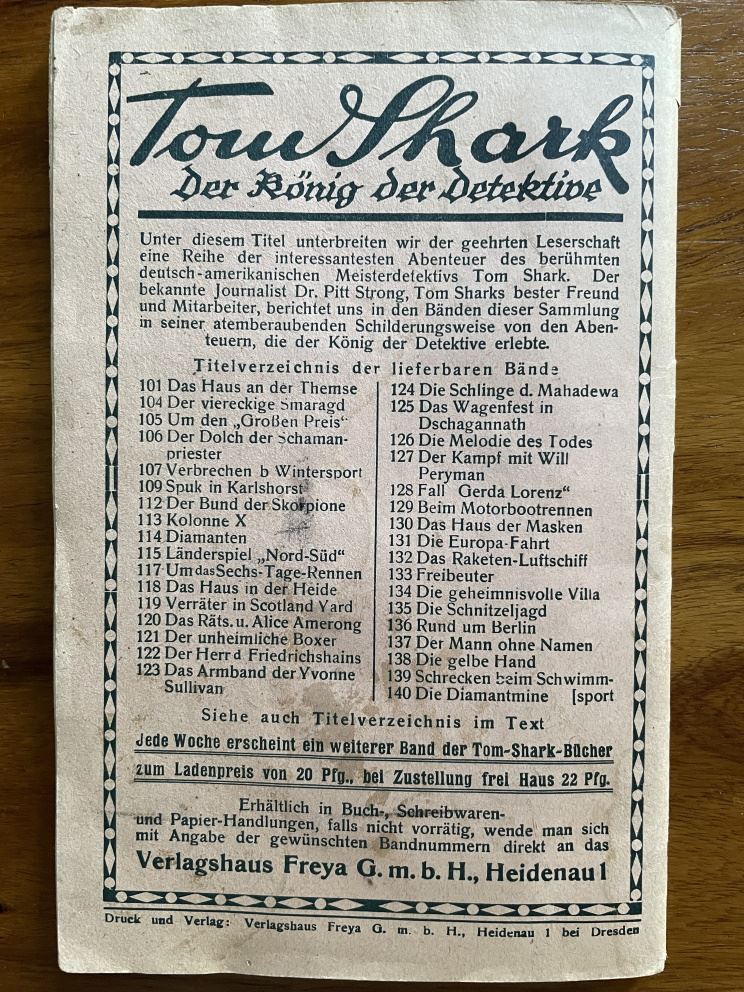 Tom Shark
Der König der Detektive
Unter diesem Titel unterbreiten wir der geehrten Leserschaft
eine Reihe der interessantesten Abenteuer des berühmten
deutsch-amerikanischen Meisterdetektivs Tom Shark. Der
bekannte Journalist Dr. Pitt Strong, Tom Sharks bester Freund
und Mitarbeiter, berichtet uns in den Bänden dieser Sammlung
in seiner atemberaubenden Schilderungsweise von den Aben-
teuern, die der König der Detektive erlebte.
Titelverzeichnis der lieferbaren Bände
101 Das Haus an der Themse
104 Der viereckige Smaragd
105 Um den „Großen Preis“
106 Der Dolch der Schaman-
priester
107 Verbrechen b Wintersport
109 Spuk in Karlshorst
112 Der Bund der Skorpione
113 Kolonne X
114 Diamanten
115 Länderspiel „Nord-Süd“
117 Um das Sechs-Tage-Rennen
118 Das Haus in der Heide
119 Verräter in Scotland Yard
120 Das Räts. u. Alice Amerong
121 Der unheimliche Boxer
122 Der Herr d Friedrichshains
123 Das Armband der Yvonne
Sullivan
124 Die Schlinge d. Mahadewa
125 Das Wagenfest in
Dschagannath
126 Die Melodie des Todes
127 Der Kampf mit Will
Peryman
128 Fall Gerda Lorenz“
129 Beim Motorbootrennen
130 Das Haus der Masken
131 Die Europa-Fahrt
132 Das Raketen-Luftschiff
133 Freibeuter
134 Die geheimnisvolle Villa
135 Die Schnitzeljagd
136 Rund um Berlin
137 Der Mann ohne Namen
138 Die gelbe Hand
139 Schrecken beim Schwimm-
140 Die Diamantmine [sport
Siehe auch Titelverzeichnis im Text
Jede Woche erscheint ein weiterer Band der Tom-Shark-Bücher
zum Ladenpreis von 20 Pfg., bei Zustellung frei Haus 22 Pfg.
Erhältlich in Buch-, Schreibwaren-
und Papier-Handlungen, falls nicht vorrätig, wende man sich
mit Angabe der gewünschten Bandnummern direkt an das
Verlagshaus Freya G. m. b. H., Heidenau 1
Druck und Verlag: Verlagshaus Freya G. m. b. H., Heidenau 1 bei Dresden